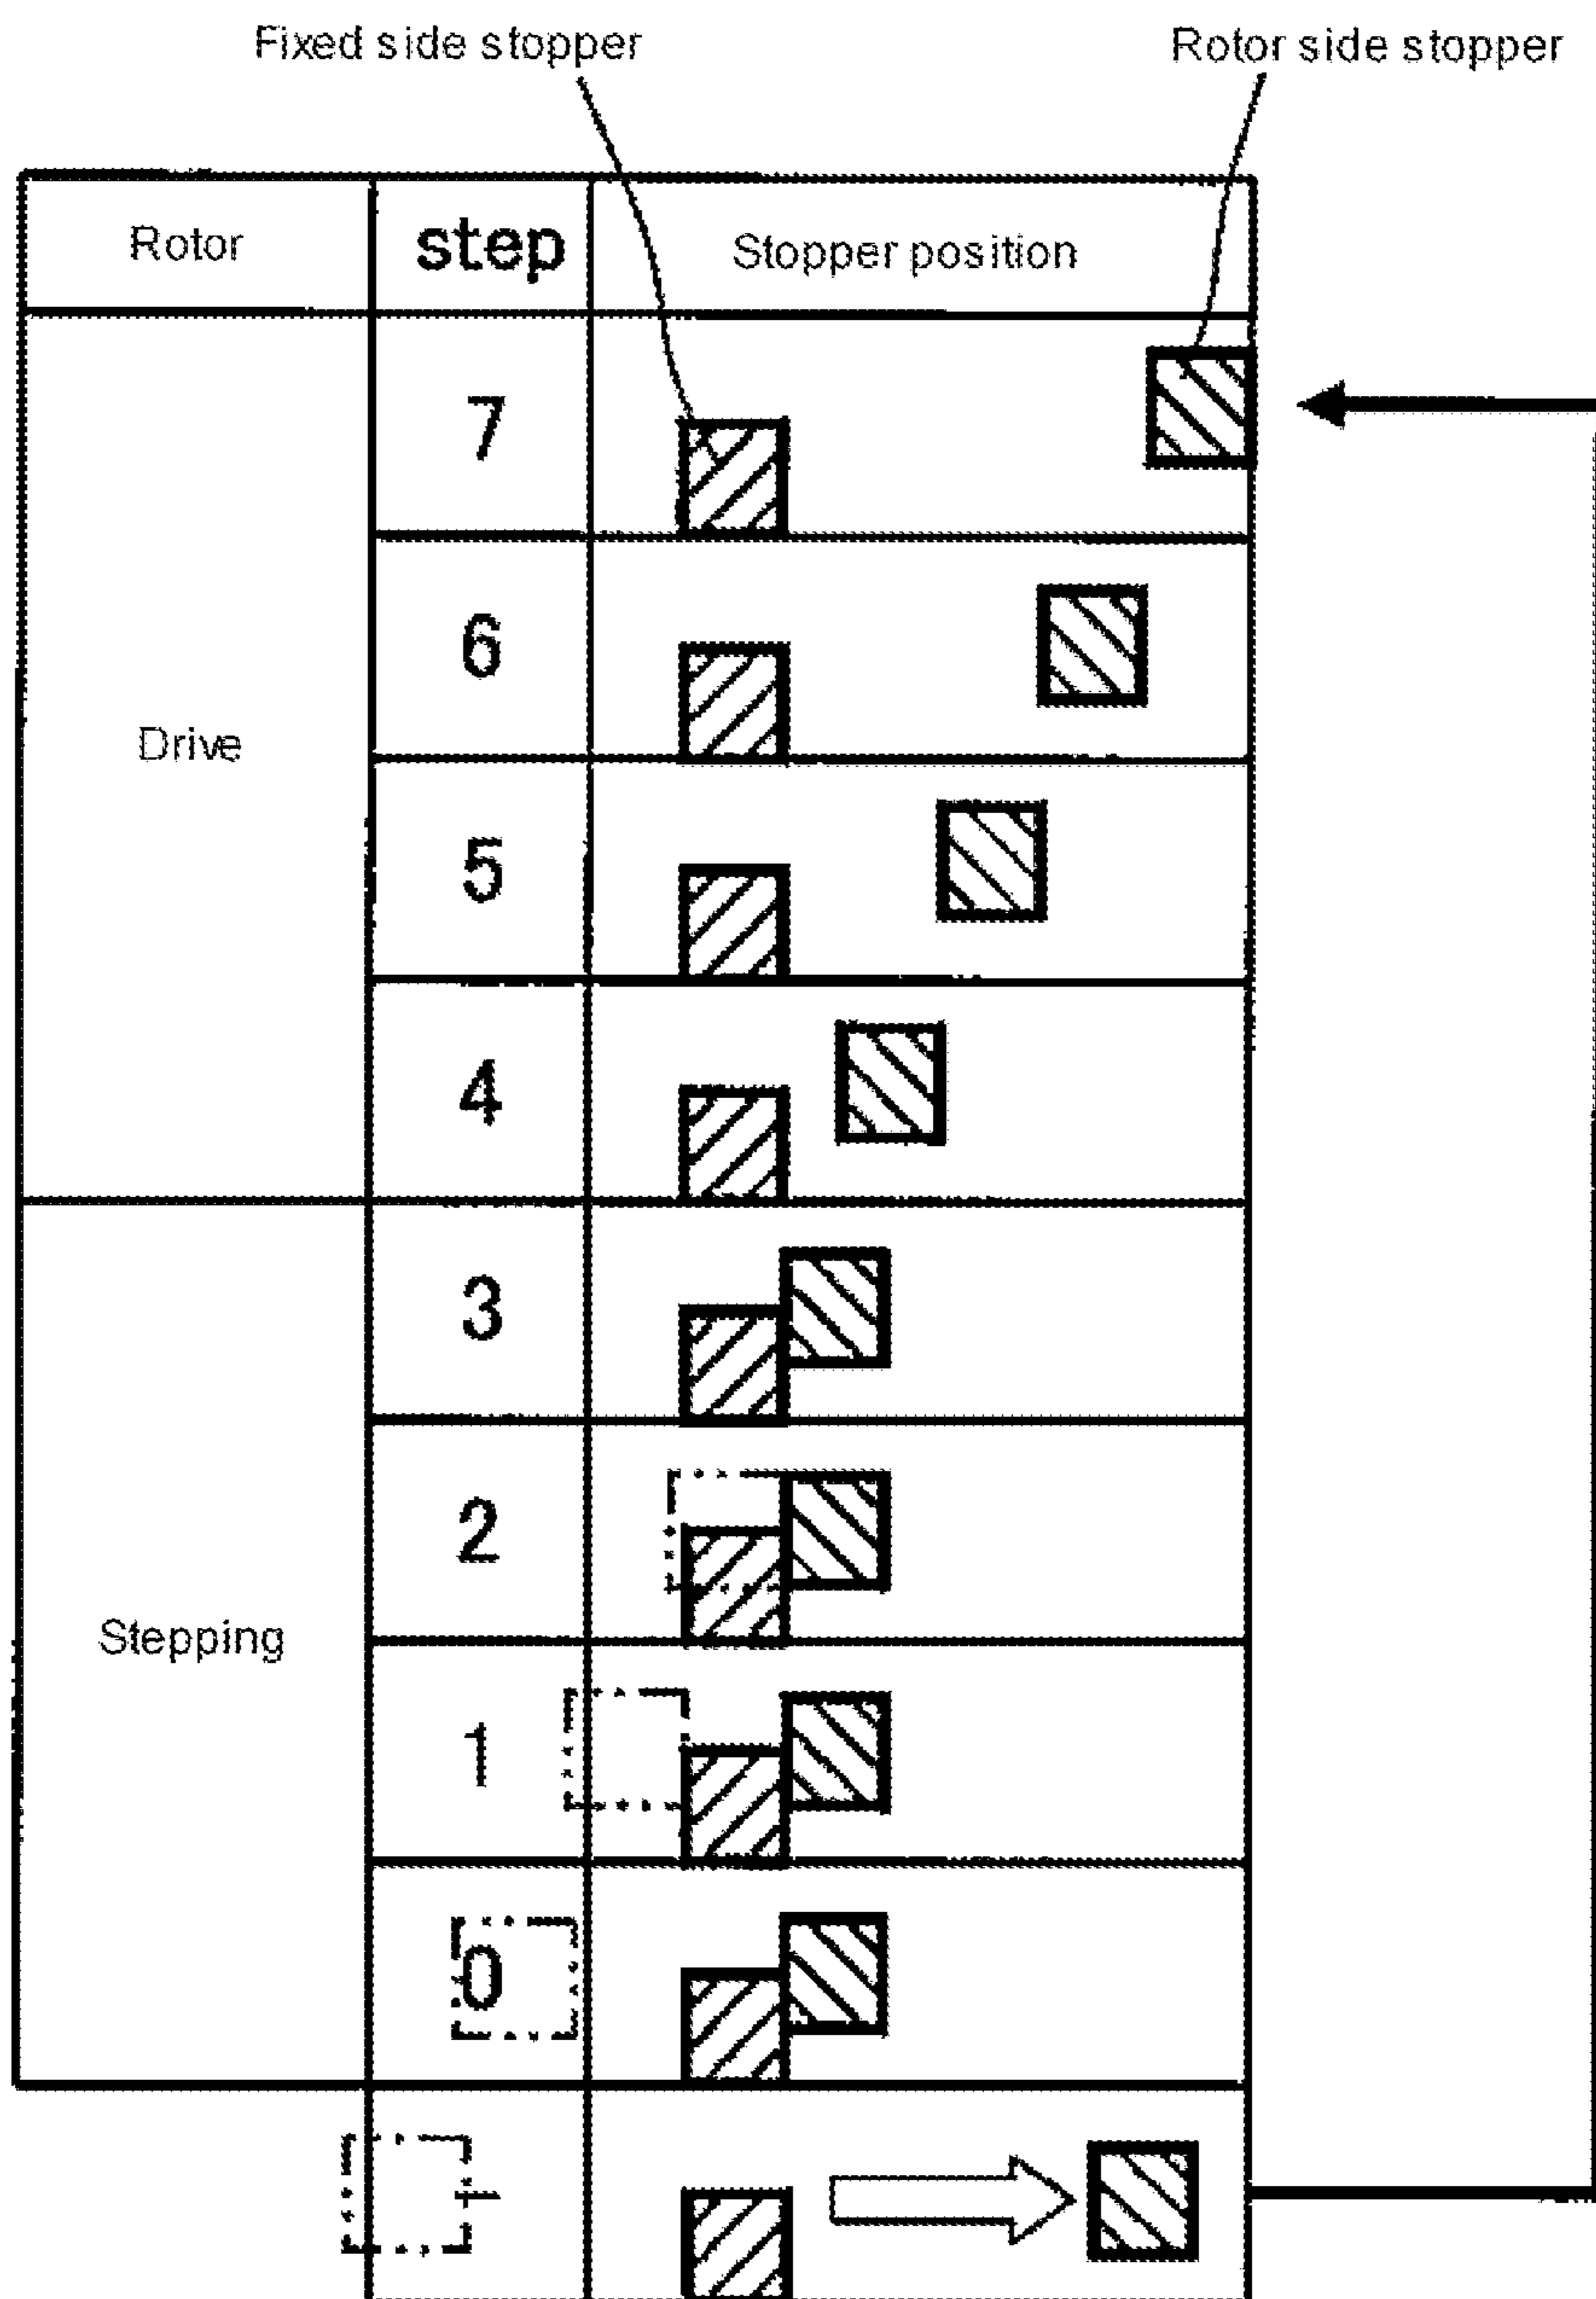 Fixed side stopper
Rotor side stopper
Rotor step Stopper position
7
6
Drive
5
4
3
2
Stepping
1
0